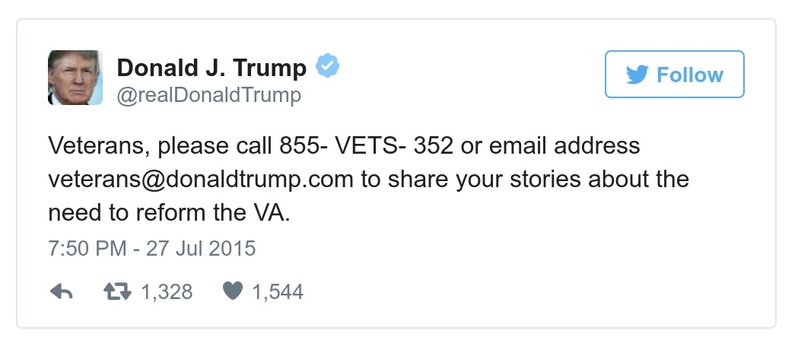 Donald J. Trump
@realDonaldTrump
Follow
Veterans, please call 855- VETS- 352 or email address
veterans@donaldtrump.com to share your stories about the
need to reform the VA.
7:50 PM - 27 Jul 2015
1,328 1,544